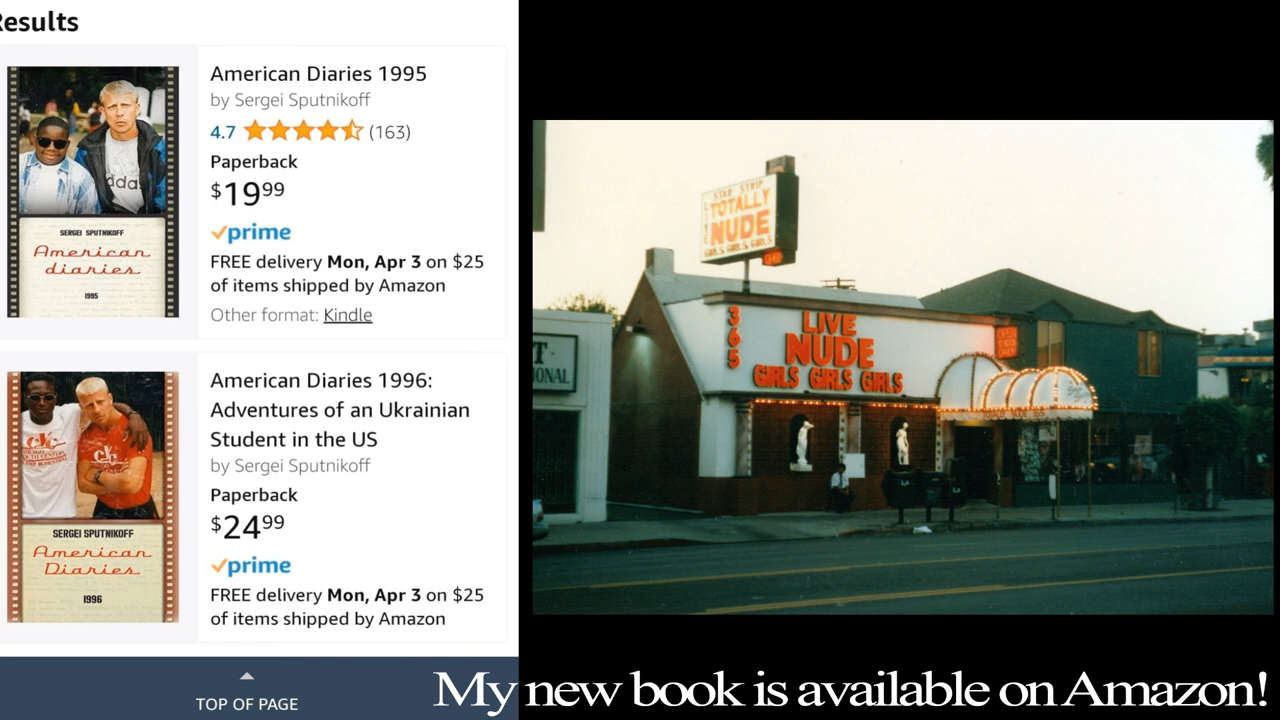 Results
American Diaries 1995
by Sergei Sputnikoff
4.7 (163)
Paperback
$19.99
prime
FREE delivery Mon, Apr 3 on $25
of items shipped by Amazon
Other format: Kindle
adidas
SERGEI SPUTNIKOFF
American
diaries
1995
American Diaries 1996:
Adventures of an Ukrainian
Student in the US
by Sergei Sputnikoff
Paperback
$24.99
prime
FREE delivery Mon, Apr 3 on $25
of items shipped by Amazon
SERGEI SPUTNIKOFF
American
Diaries
1996
TOP OF PAGE
STAR STRIP
LIVE
TOTALLY
NUDE
GIRLS, GIRLS, GIRLS
365
LIVE
NUDE
GIRLS GIRLS GIRLS
OPEN
My new book is available on Amazon!